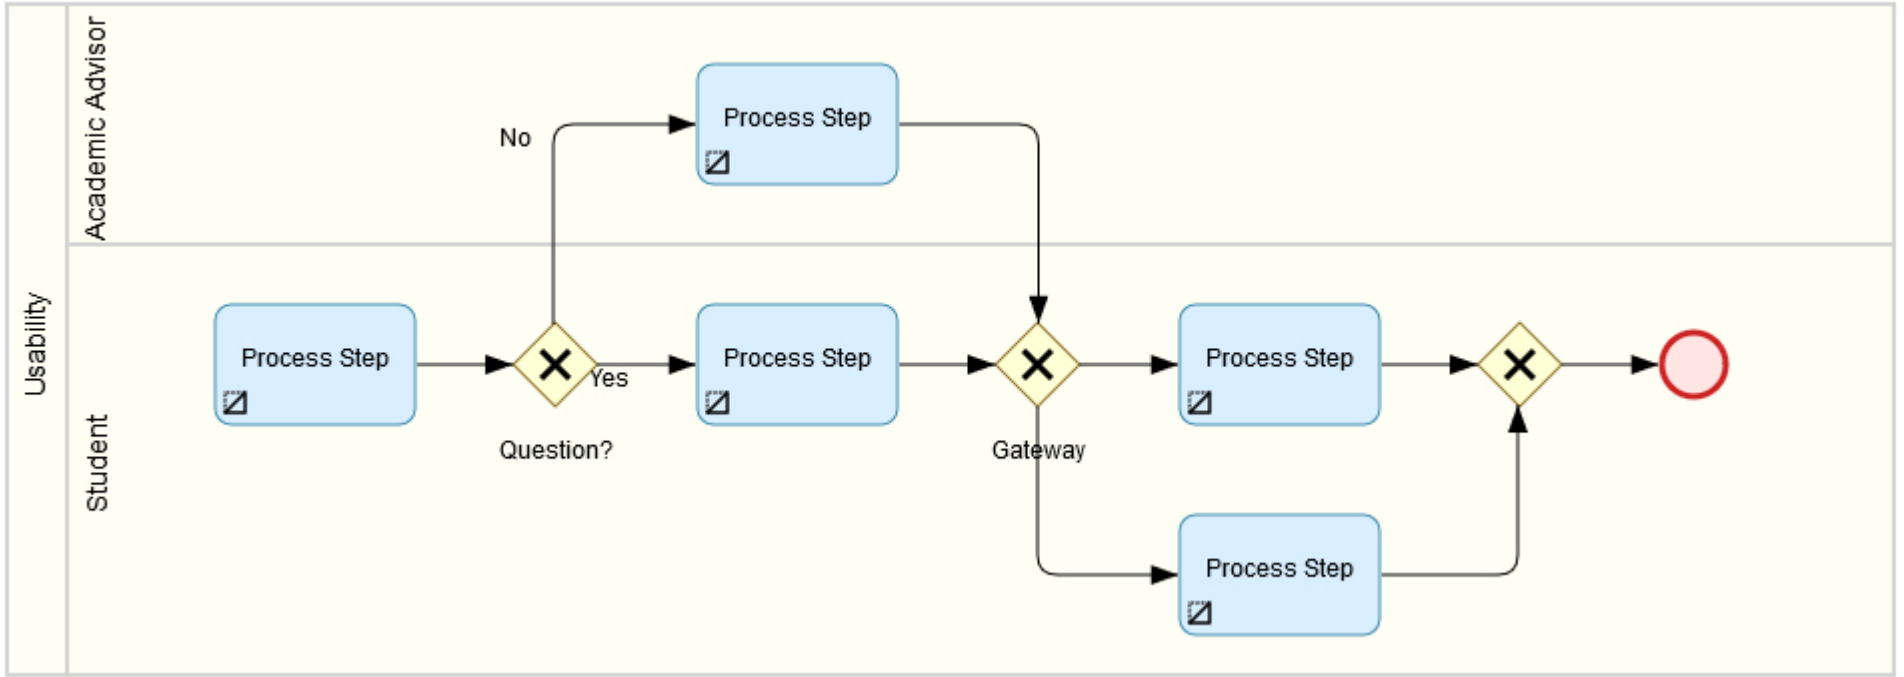 Usability
Academic Advisor
No
Process Step
Student
Process Step
Yes
Process Step
Process Step
Question?
Gateway
Process Step